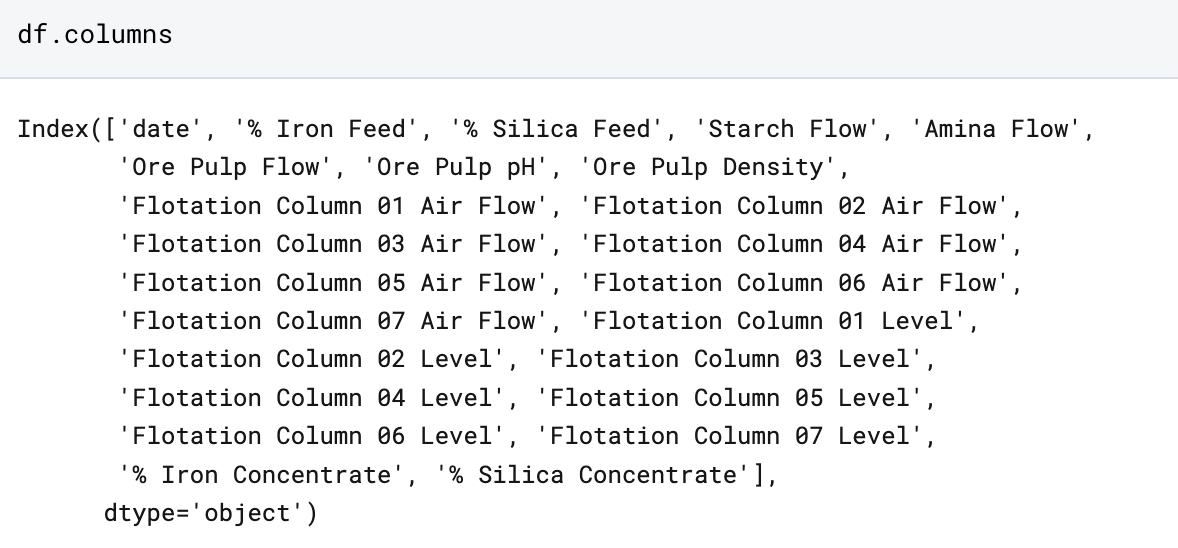 df.columns
Index(['date', '% Iron Feed', '% Silica Feed', 'Starch Flow', 'Amina Flow',
'Ore Pulp Flow', 'Ore Pulp pH', 'Ore Pulp Density',
'Flotation Column 01 Air Flow', 'Flotation Column 02 Air Flow',
'Flotation Column 03 Air Flow', 'Flotation Column 04 Air Flow',
'Flotation Column 05 Air Flow', 'Flotation Column 06 Air Flow',
'Flotation Column 07 Air Flow', 'Flotation Column 01 Level',
'Flotation Column 02 Level', 'Flotation Column 03 Level',
'Flotation Column 04 Level', 'Flotation Column 05 Level',
'Flotation Column 06 Level', 'Flotation Column 07 Level',
'% Iron Concentrate', '% Silica Concentrate'],
dtype='object')